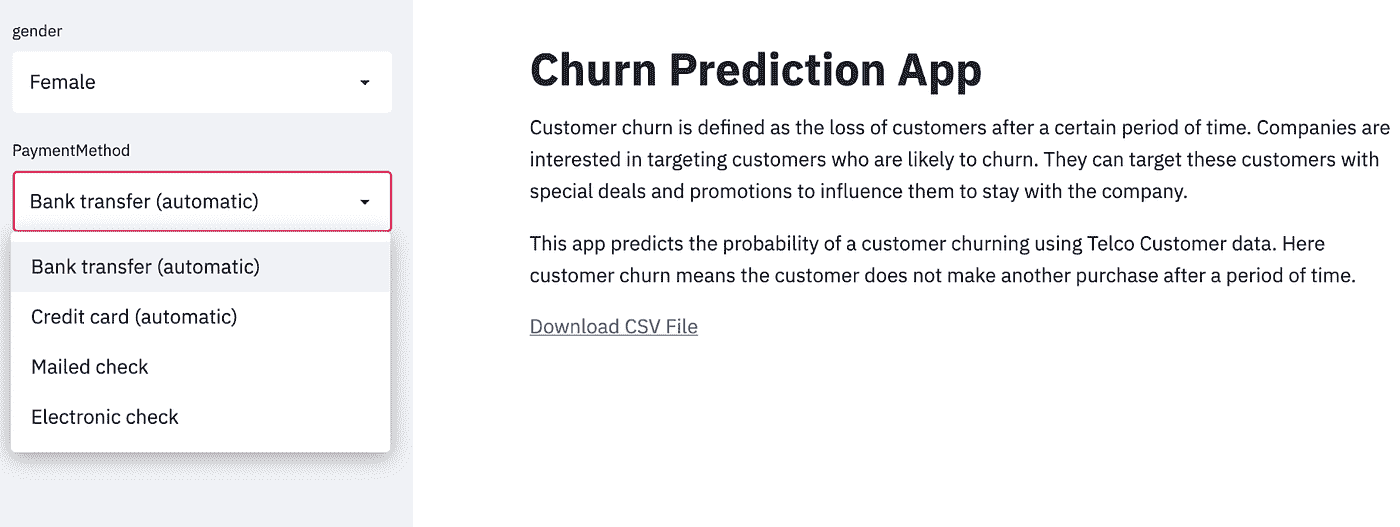 gender
Female
PaymentMethod
Bank transfer (automatic)
Bank transfer (automatic)
Credit card (automatic)
Mailed check
Electronic check
Churn Prediction App
Customer churn is defined as the loss of customers after a certain period of time. Companies are
interested in targeting customers who are likely to churn. They can target these customers with
special deals and promotions to influence them to stay with the company.
This app predicts the probability of a customer churning using Telco Customer data. Here
customer churn means the customer does not make another purchase after a period of time.
Download CSV File